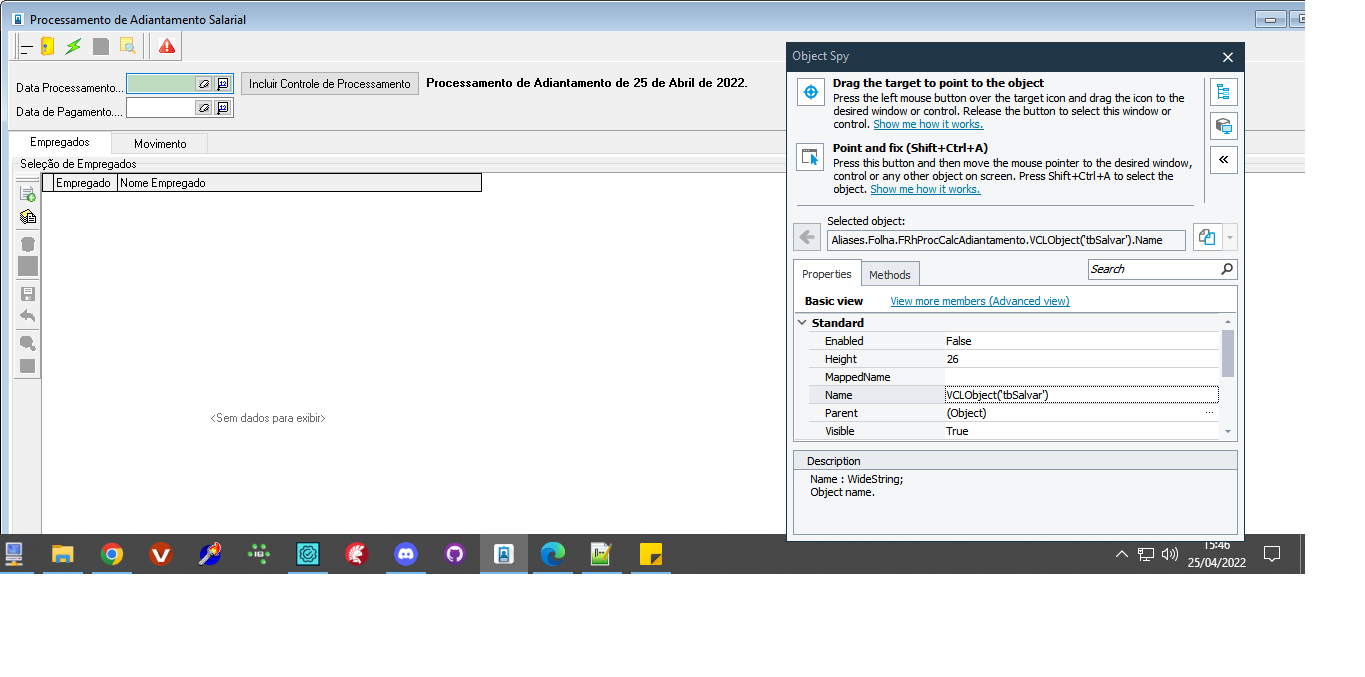 Processamento de Adiantamento Salarial
Data Processamento...
Incluir Controle de Processamento
Processamento de Adiantamento de 25 de Abril de 2022.
Data de Pagamento....
Empregados
Movimento
Seleção de Empregados
Empregado
Nome Empregado
<Sem dados para exibir>
Object Spy
Drag the target to point to the object
Press the left mouse button over the target icon and drag the icon to the
desired window or control. Release the button to select this window or
control. Show me how it works.
Point and fix (Shift+Ctrl+A)
Press this button and then move the mouse pointer to the desired window,
control or any other object on screen. Press Shift+Ctrl+A to select the
object. Show me how it works.
Selected object:
Aliases.Folha.FRhProcCalcAdiantamento.VCLObject('tbSalvar').Name
Properties
Methods
Search
Basic view
View more members (Advanced view)
Standard
Enabled
False
Height
26
MappedName
Name
VCLObject('tbSalvar')
Parent
(Object)
...
Visible
True
Description
Name : WideString;
Object name.
15:46
25/04/2022